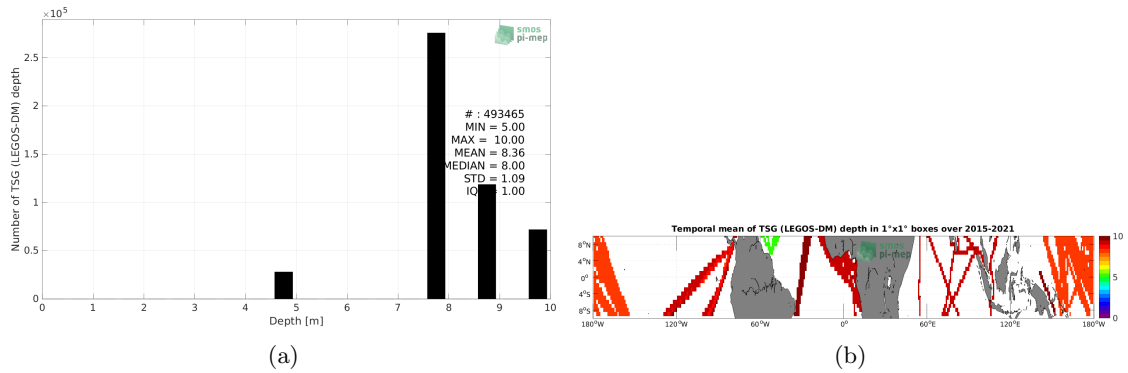 ×10⁵
smos
pi-mep
Number of TSG (LEGOS-DM) depth
2.5
2
1.5
1
0.5
0
# : 493465
MIN = 5.00
MAX = 10.00
MEAN = 8.36
MEDIAN = 8.00
STD = 1.09
IQ = 1.00
0 1 2 3 4 5 6 7 8 9 10
Depth [m]
(a)
Temporal mean of TSG (LEGOS-DM) depth in 1°x1° boxes over 2015-2021
smos
pi-mep
8°N
4°N
0°
4°S
8°S
180°W 120°W 60°W 0° 60°E 120°E 180°W
10
5
0
(b)